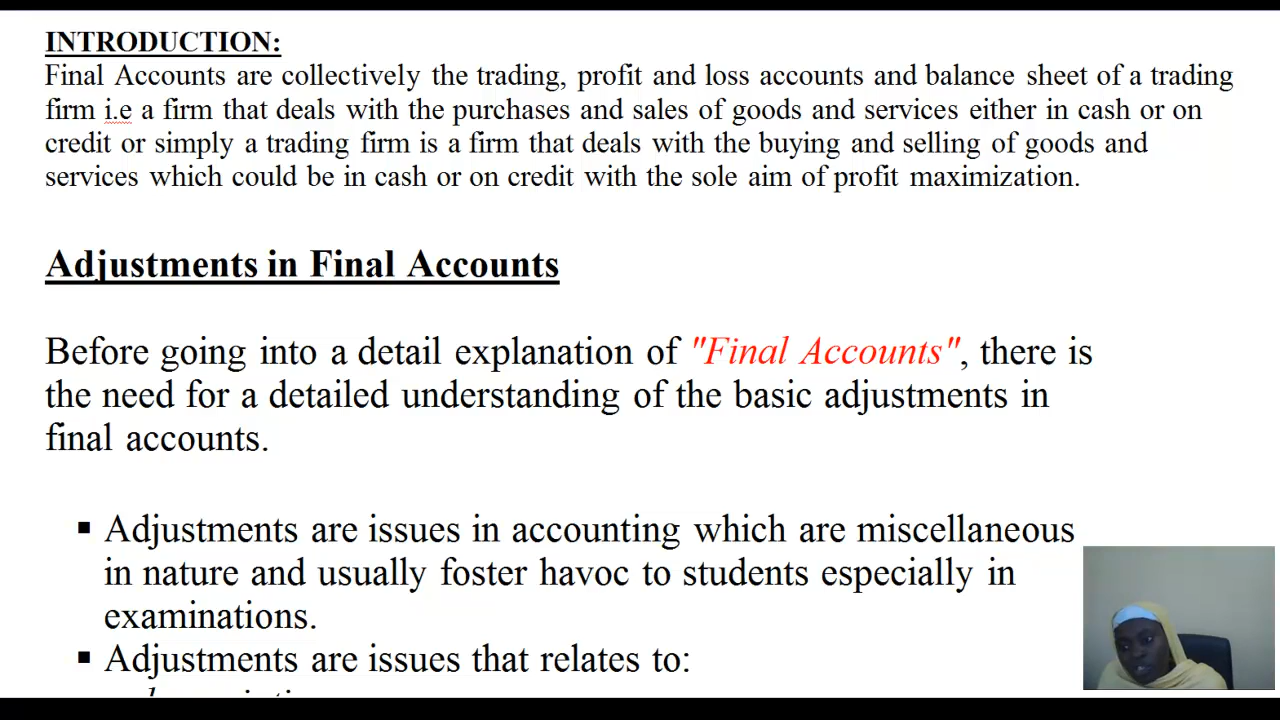 INTRODUCTION:
Final Accounts are collectively the trading, profit and loss accounts and balance sheet of a trading
firm i.e a firm that deals with the purchases and sales of goods and services either in cash or on
credit or simply a trading firm is a firm that deals with the buying and selling of goods and
services which could be in cash or on credit with the sole aim of profit maximization.
Adjustments in Final Accounts
Before going into a detail explanation of "Final Accounts", there is
the need for a detailed understanding of the basic adjustments in
final accounts.
▪ Adjustments are issues in accounting which are miscellaneous
in nature and usually foster havoc to students especially in
examinations.
▪ Adjustments are issues that relates to: